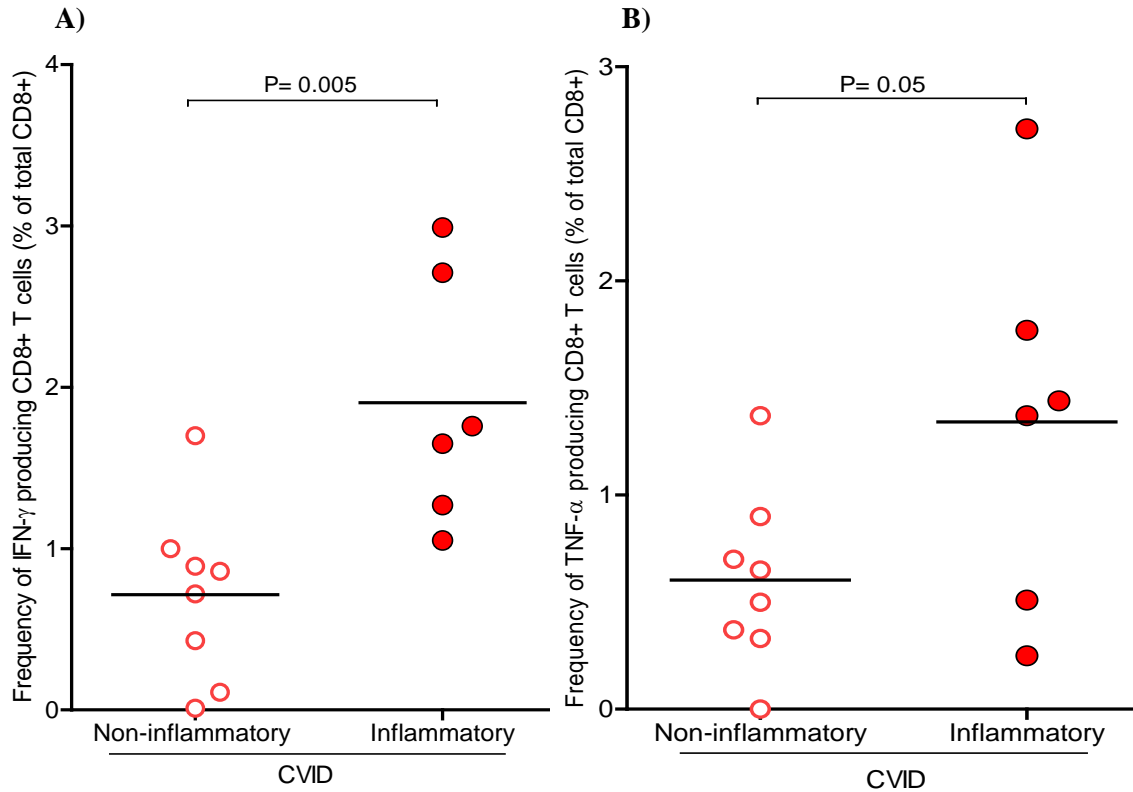 A)
Frequency of IFN-γ producing CD8+ T cells (% of total CD8+)
4
3
2
1
0
P= 0.005
Non-inflammatory
Inflammatory
CVID
B)
Frequency of TNF-α producing CD8+ T cells (% of total CD8+)
3
2
1
0
P= 0.05
Non-inflammatory
Inflammatory
CVID